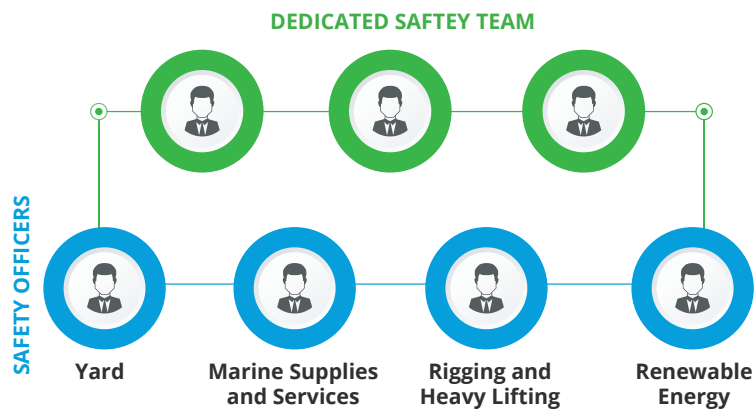 DEDICATED SAFTEY TEAM
SAFETY OFFICERS
Yard
Marine Supplies
and Services
Rigging and
Heavy Lifting
Renewable
Energy